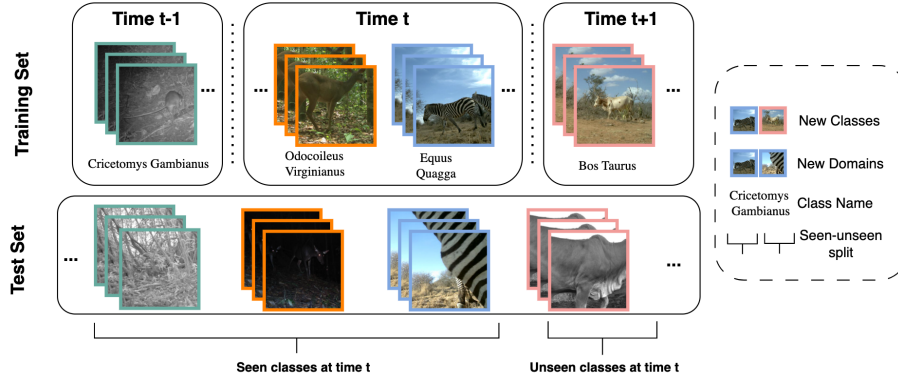 Time t-1
Time t
Time t+1
Training Set
...
...
...
...
Cricetomys Gambianus
Odocoileus
Virginianus
Equus
Quagga
Bos Taurus
Test Set
...
...
Seen classes at time t
Unseen classes at time t
New Classes
New Domains
Cricetomys
Gambianus
Class Name
Seen-unseen
split